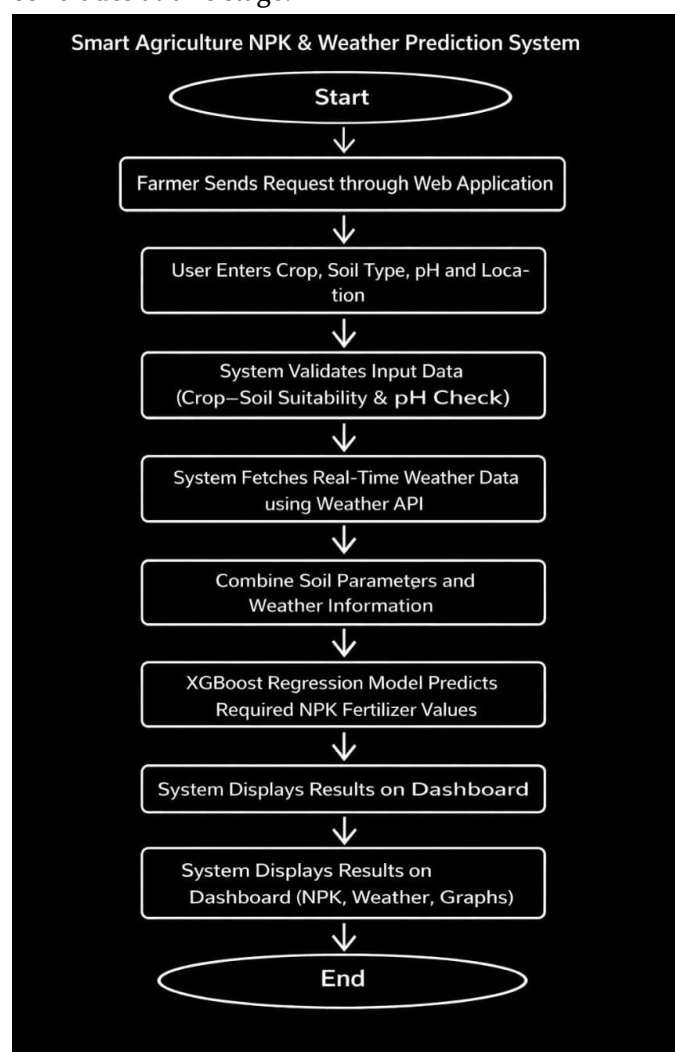 Smart Agriculture NPK & Weather Prediction System
Start
Farmer Sends Request through Web Application
User Enters Crop, Soil Type, pH and Loca-
tion
System Validates Input Data
(Crop–Soil Suitability & pH Check)
System Fetches Real-Time Weather Data
using Weather API
Combine Soil Parameters and
Weather Information
XGBoost Regression Model Predicts
Required NPK Fertilizer Values
System Displays Results on Dashboard
System Displays Results on
Dashboard (NPK, Weather, Graphs)
End